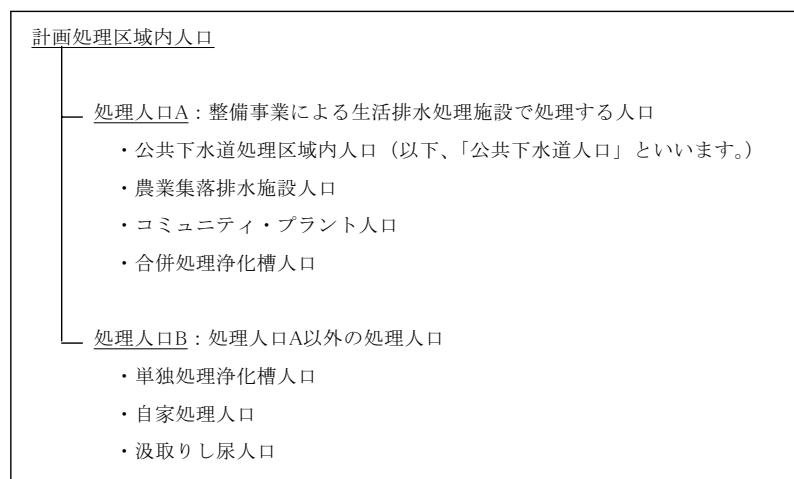 計画処理区域内人口
処理人口A：整備事業による生活排水処理施設で処理する人口
・公共下水道処理区域内人口（以下、「公共下水道人口」といいます。）
・農業集落排水施設人口
・コミュニティ・プラント人口
・合併処理浄化槽人口
処理人口B：処理人口A以外の処理人口
・単独処理浄化槽人口
・自家処理人口
・汲取りし尿人口